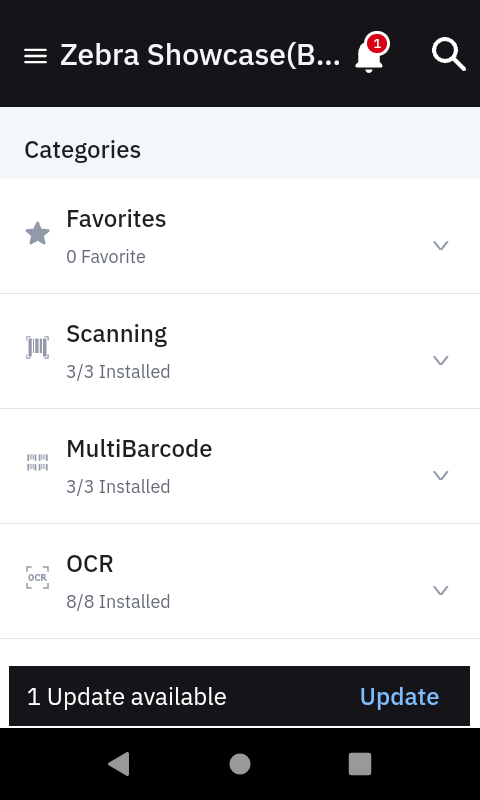 Zebra Showcase(B...
1
Categories
Favorites
0 Favorite
Scanning
3/3 Installed
MultiBarcode
3/3 Installed
OCR
OCR
8/8 Installed
1 Update available
Update